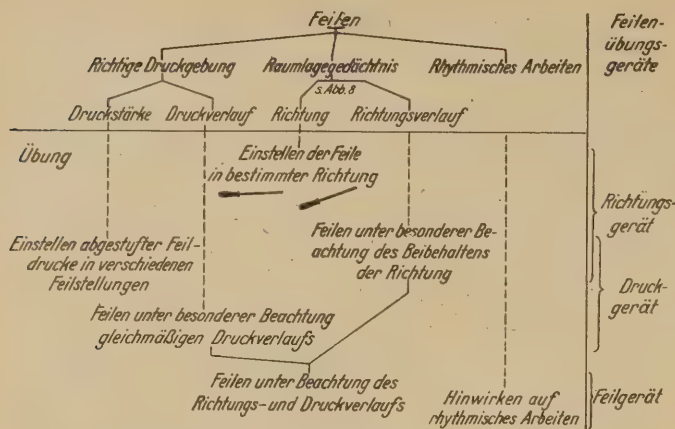 Feilen
Feilen-
übungs-
geräte
Richtige Druckgebung
Raumlagegedächtnis
Rhythmisches Arbeiten
s. Abb. 8
Druckstärke
Druckverlauf
Richtung
Richtungsverlauf
Übung
Einstellen der Feile
in bestimmter Richtung
Richtungs-
gerät
Einstellen abgestufter Feil-
drucke in verschiedenen
Feilstellungen
Feilen unter besonderer Be-
achtung des Beibehaltens
der Richtung
Druck-
gerät
Feilen unter besonderer Beachtung
gleichmäßigen Druckverlaufs
Feilen unter Beachtung des
Richtungs- und Druckverlaufs
Hinwirken auf
rhythmisches Arbeiten
Feilgerät